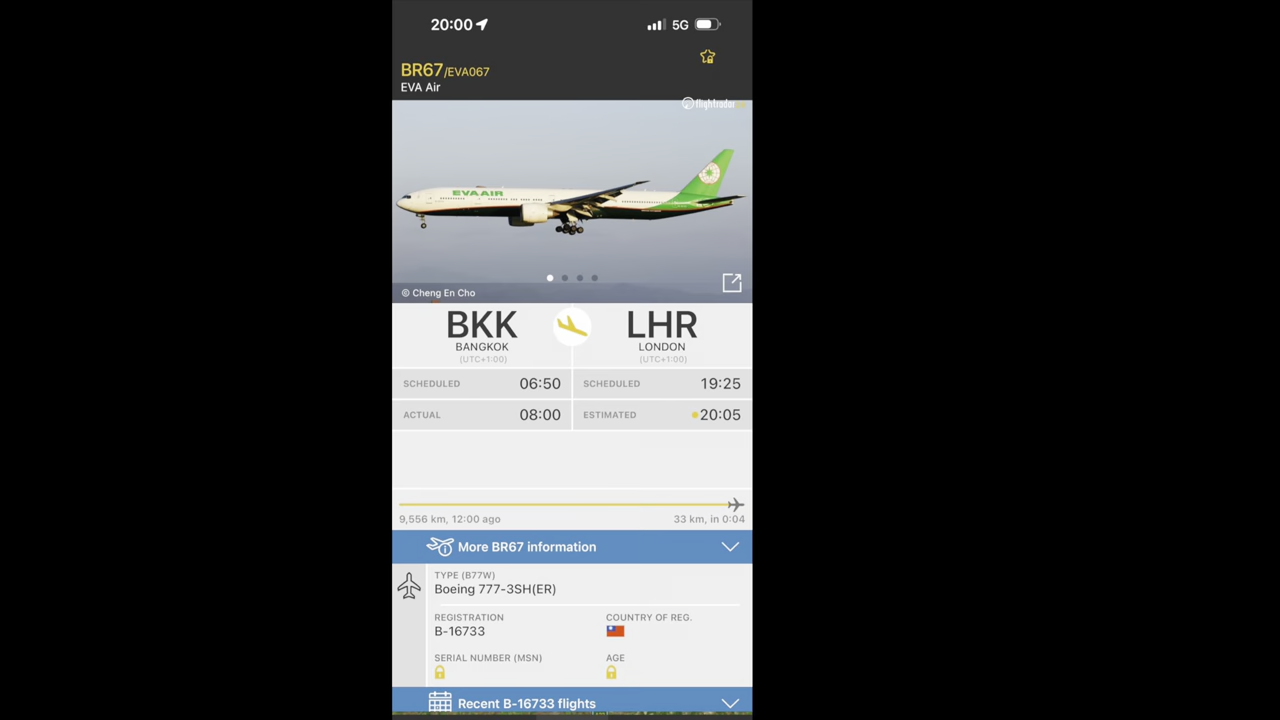 20:00
5G
BR67/EVA067
EVA Air
flightradar24
EVA AIR
© Cheng En Cho
BKK
BANGKOK
(UTC+1:00)
LHR
LONDON
(UTC+1:00)
SCHEDULED 06:50
SCHEDULED 19:25
ACTUAL 08:00
ESTIMATED 20:05
9,556 km, 12:00 ago
33 km, in 0:04
More BR67 information
TYPE (B77W)
Boeing 777-3SH(ER)
REGISTRATION
B-16733
COUNTRY OF REG.
SERIAL NUMBER (MSN)
AGE
Recent B-16733 flights